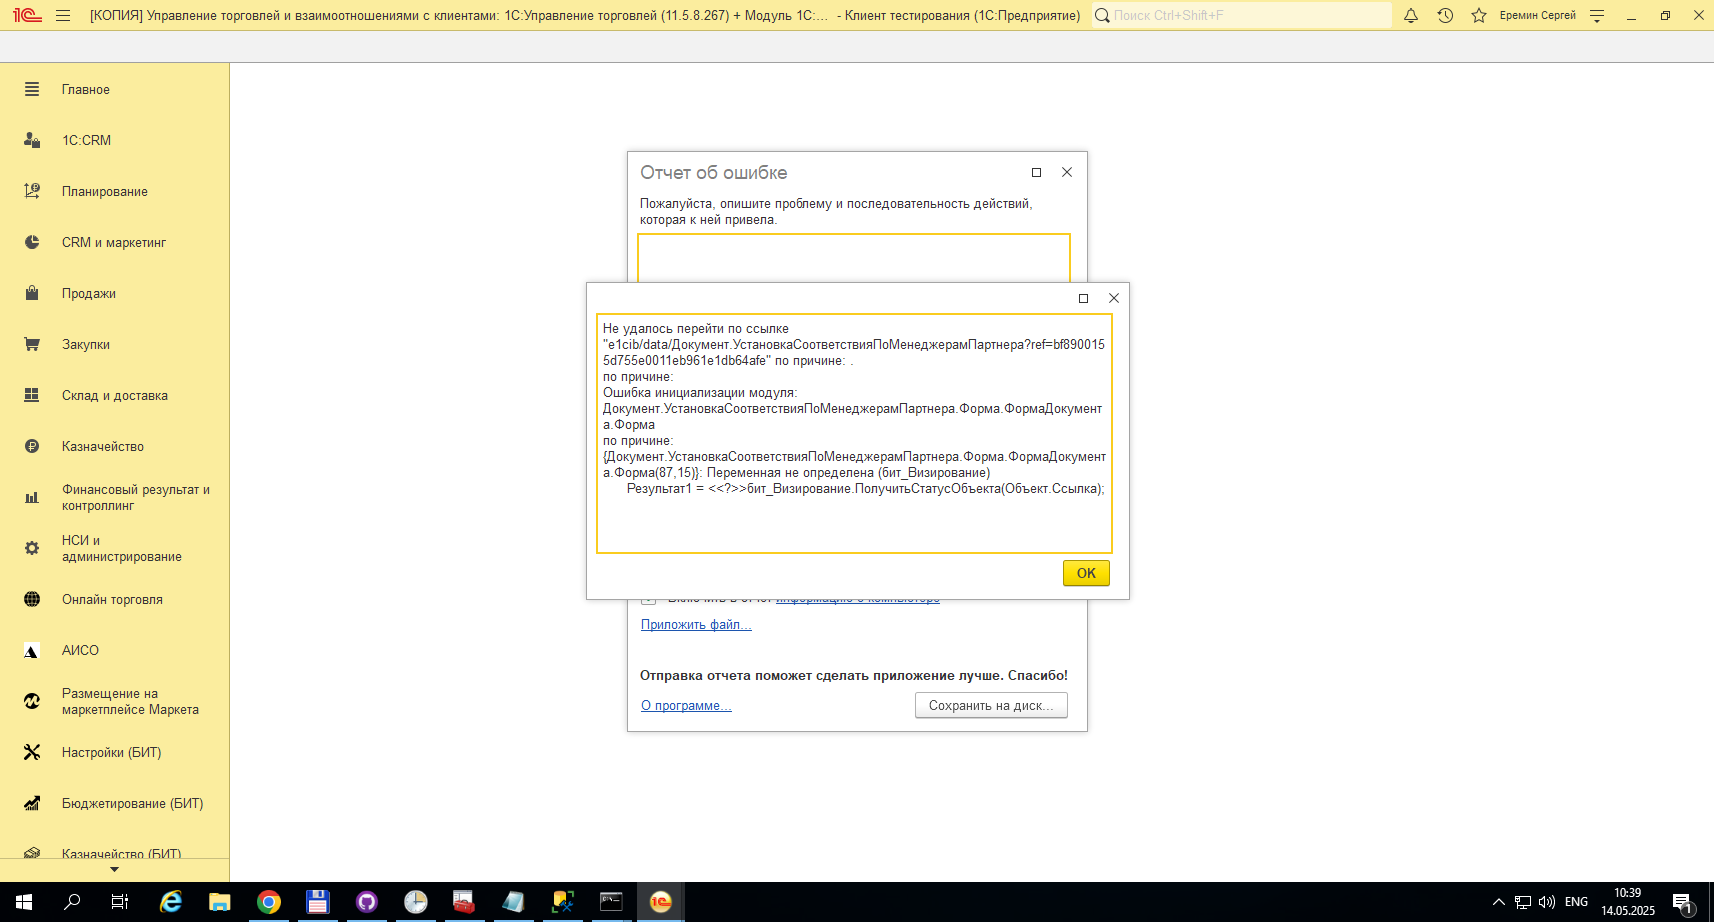 [КОПИЯ] Управление торговлей и взаимоотношениями с клиентами: 1С:Управление торговлей (11.5.8.267) + Модуль 1С:... - Клиент тестирования (1С:Предприятие)
Поиск Ctrl+Shift+F
Еремин Сергей
Главное
1С:CRM
Планирование
CRM и маркетинг
Продажи
Закупки
Склад и доставка
Казначейство
Финансовый результат и
контроллинг
НСИ и
администрирование
Онлайн торговля
АИСО
Размещение на
маркетплейсе Маркета
Настройки (БИТ)
Бюджетирование (БИТ)
Казначейство (БИТ)
Отчет об ошибке
Пожалуйста, опишите проблему и последовательность действий,
которая к ней привела.
Не удалось перейти по ссылке
"e1cib/data/Документ.УстановкаСоответствияПоМенеджерамПартнера?ref=bf890015
5d755e0011eb961e1db64afe" по причине: .
по причине:
Ошибка инициализации модуля:
Документ.УстановкаСоответствияПоМенеджерамПартнера.Форма.ФормаДокумент
а.Форма
по причине:
{Документ.УстановкаСоответствияПоМенеджерамПартнера.Форма.ФормаДокумент
а.Форма(87,15)}: Переменная не определена (бит_Визирование)
Результат1 = <<?>>бит_Визирование.ПолучитьСтатусОбъекта(Объект.Ссылка);
OK
Включить в отчет информацию о компьютере
Приложить файл...
Отправка отчета поможет сделать приложение лучше. Спасибо!
О программе...
Сохранить на диск...
ENG
10:39
14.05.2025
1